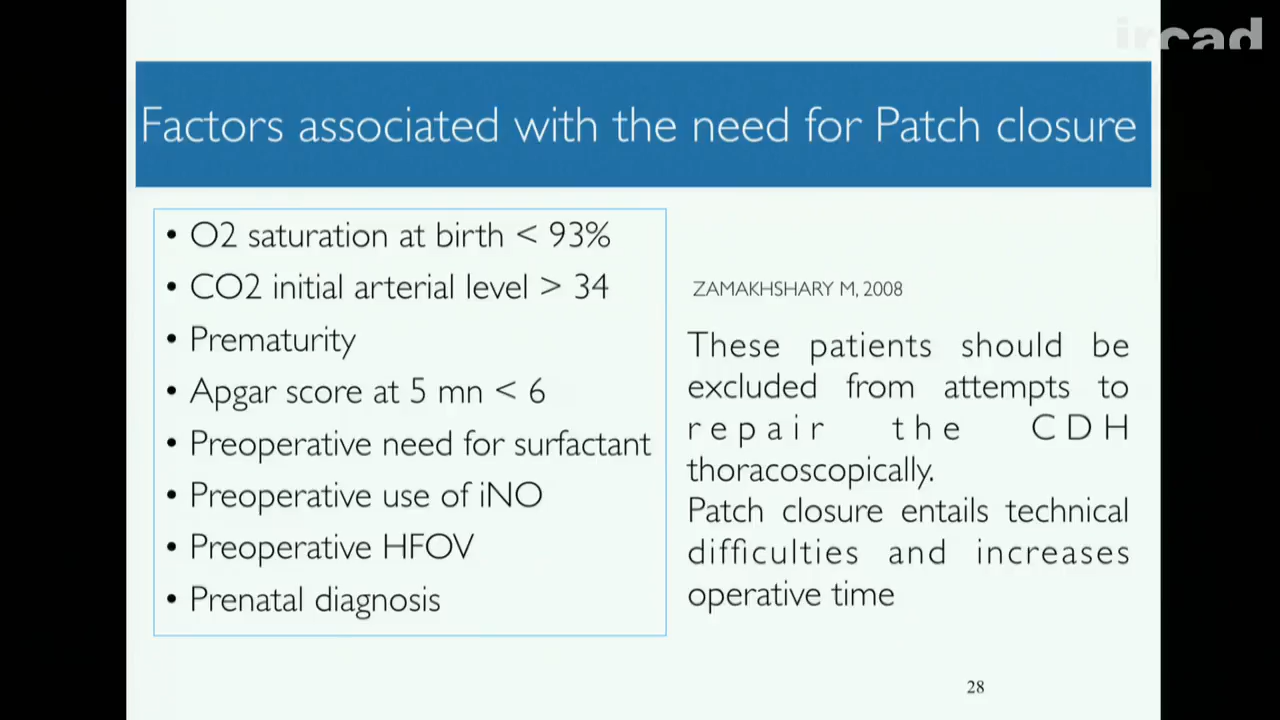 ircad
Factors associated with the need for Patch closure
• O2 saturation at birth < 93%
• CO2 initial arterial level > 34
• Prematurity
• Apgar score at 5 mn < 6
• Preoperative need for surfactant
• Preoperative use of iNO
• Preoperative HFOV
• Prenatal diagnosis
ZAMAKHSHARY M, 2008
These patients should be
excluded from attempts to
repair the CDH
thoracoscopically.
Patch closure entails technical
difficulties and increases
operative time
28